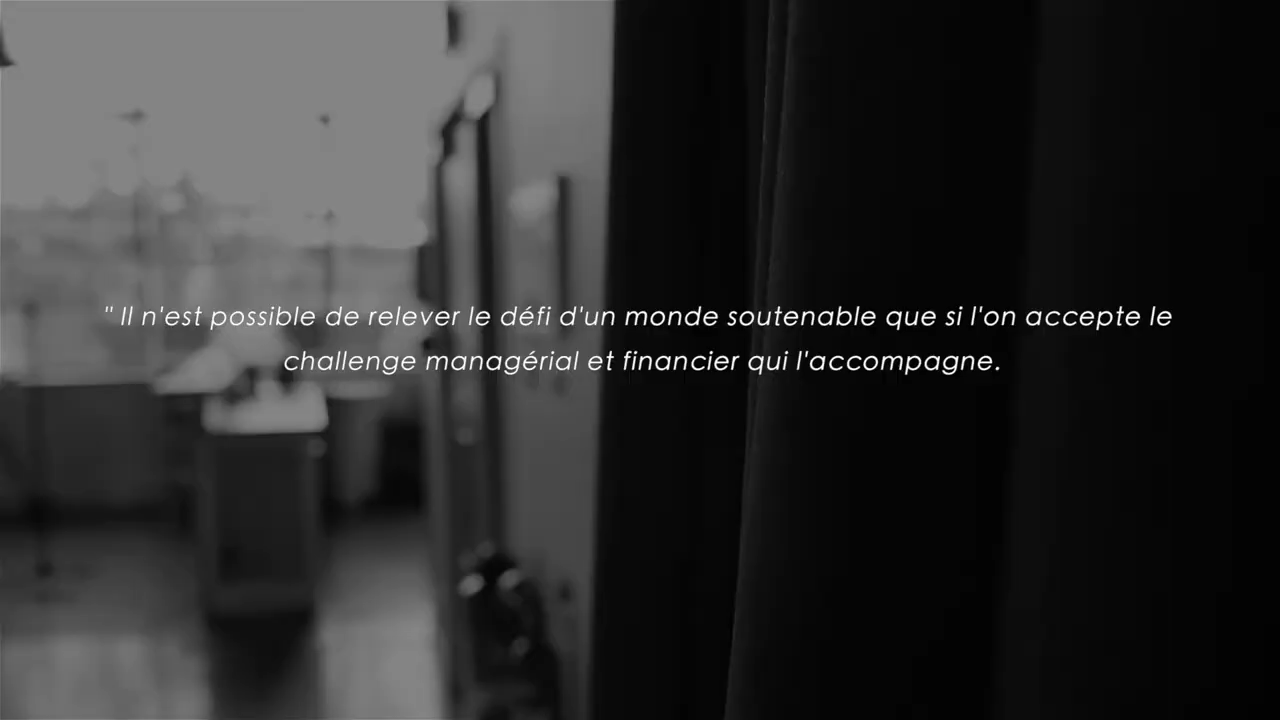 " Il n'est possible de relever le défi d'un monde soutenable que si l'on accepte le
challenge managérial et financier qui l'accompagne.